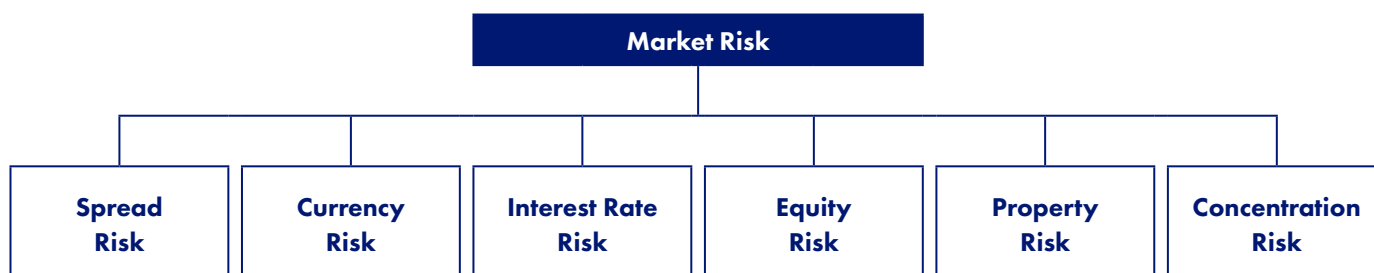 Market Risk
Spread
Risk
Currency
Risk
Interest Rate
Risk
Equity
Risk
Property
Risk
Concentration
Risk